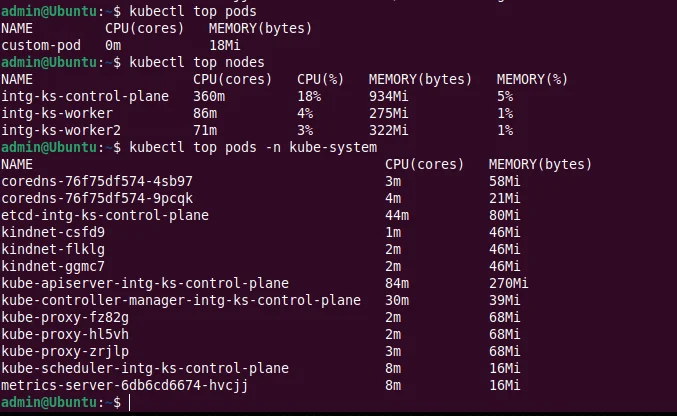 admin@Ubuntu:~$ kubectl top pods
NAME CPU(cores) MEMORY(bytes)
custom-pod 0m 18Mi
admin@Ubuntu:~$ kubectl top nodes
NAME CPU(cores) CPU(%) MEMORY(bytes) MEMORY(%)
intg-ks-control-plane 360m 18% 934Mi 5%
intg-ks-worker 86m 4% 275Mi 1%
intg-ks-worker2 71m 3% 322Mi 1%
admin@Ubuntu:~$ kubectl top pods -n kube-system
NAME CPU(cores) MEMORY(bytes)
coredns-76f75df574-4sb97 3m 58Mi
coredns-76f75df574-9pcqk 4m 21Mi
etcd-intg-ks-control-plane 44m 80Mi
kindnet-csfd9 1m 46Mi
kindnet-flklg 2m 46Mi
kindnet-ggmc7 2m 46Mi
kube-apiserver-intg-ks-control-plane 84m 270Mi
kube-controller-manager-intg-ks-control-plane 30m 39Mi
kube-proxy-fz82g 2m 68Mi
kube-proxy-hl5vh 2m 68Mi
kube-proxy-zrjlp 3m 68Mi
kube-scheduler-intg-ks-control-plane 8m 16Mi
metrics-server-6db6cd6674-hvcjj 8m 16Mi
admin@Ubuntu:~$